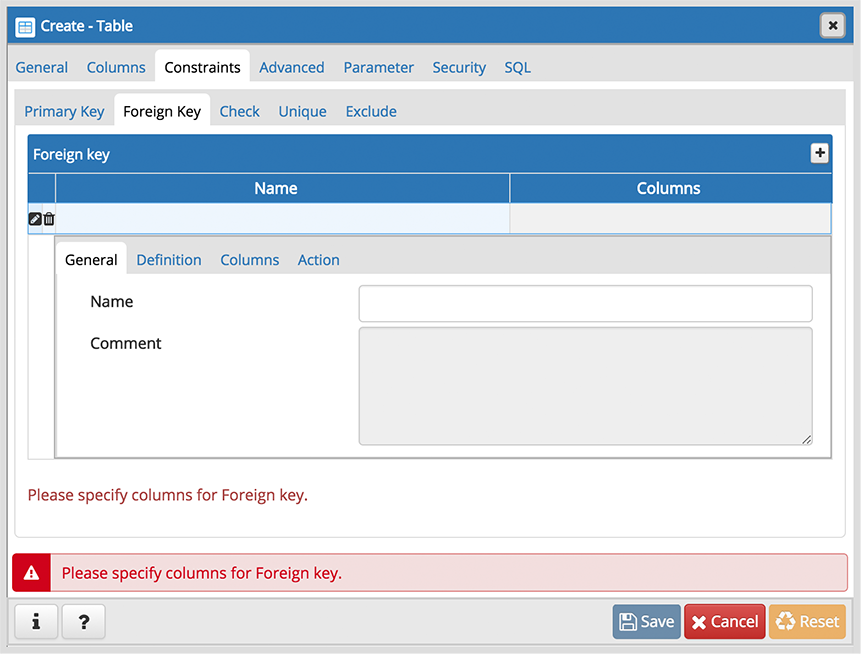 Create - Table
General Columns Constraints Advanced Parameter Security SQL
Primary Key Foreign Key Check Unique Exclude
Foreign key
Name Columns
General Definition Columns Action
Name
Comment
Please specify columns for Foreign key.
Please specify columns for Foreign key.
i ? Save Cancel Reset